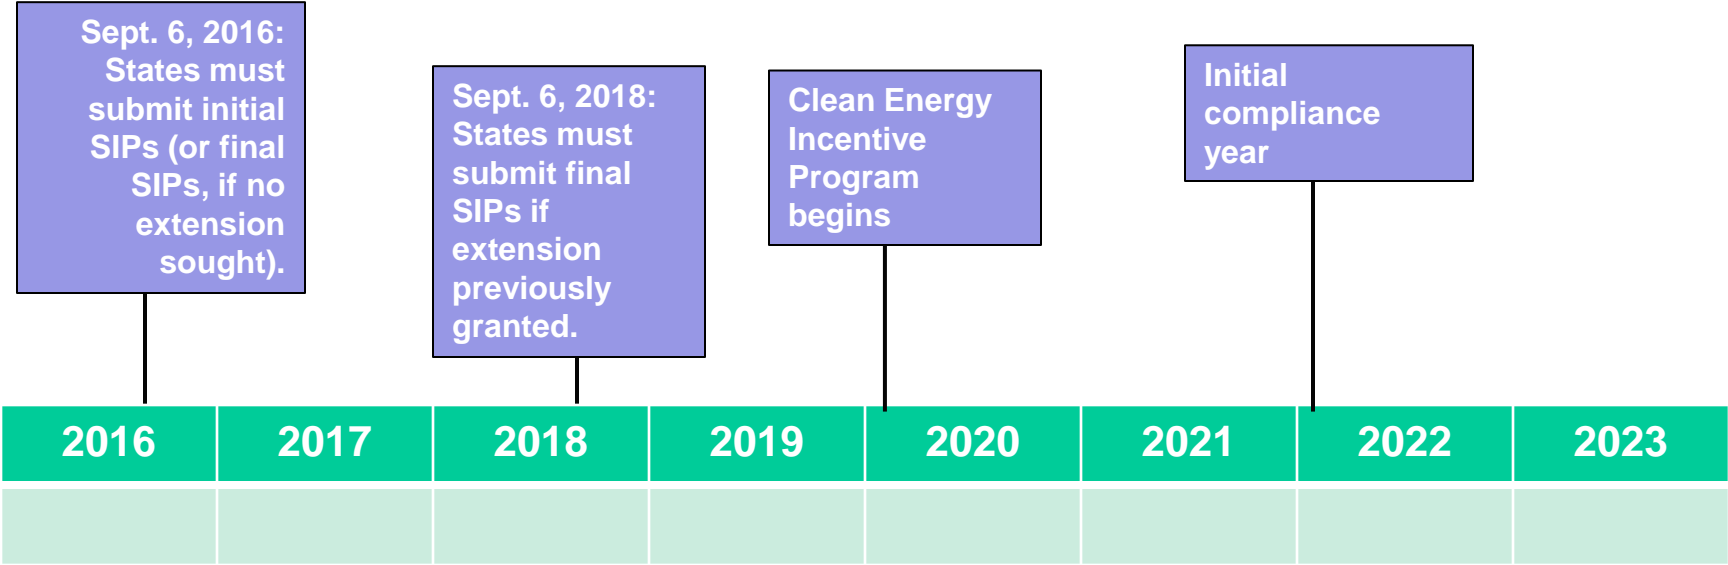 Sept. 6, 2016:
States must
submit initial
SIPs (or final
SIPs, if no
extension
sought).
Sept. 6, 2018:
States must
submit final
SIPs if
extension
previously
granted.
Clean Energy
Incentive
Program
begins
Initial
compliance
year
2016 2017 2018 2019 2020 2021 2022 2023